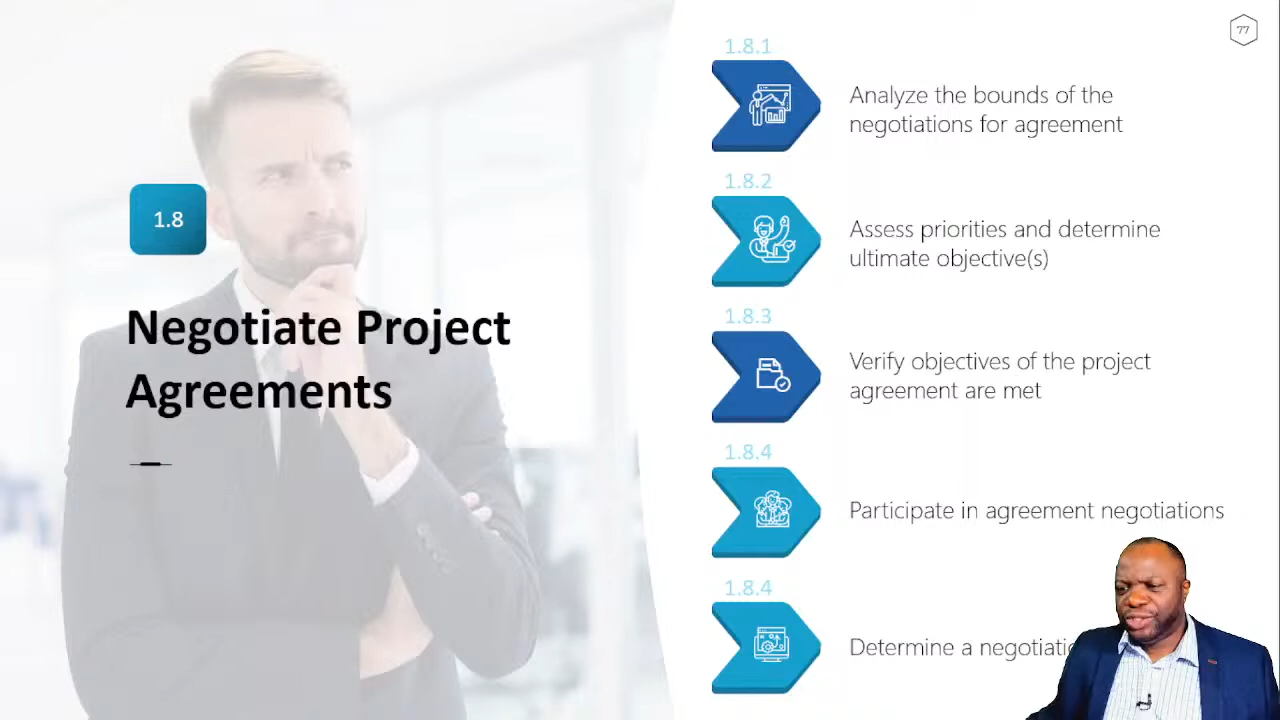 77
1.8
Negotiate Project
Agreements
1.8.1
Analyze the bounds of the
negotiations for agreement
1.8.2
Assess priorities and determine
ultimate objective(s)
1.8.3
Verify objectives of the project
agreement are met
1.8.4
Participate in agreement negotiations
1.8.4
Determine a